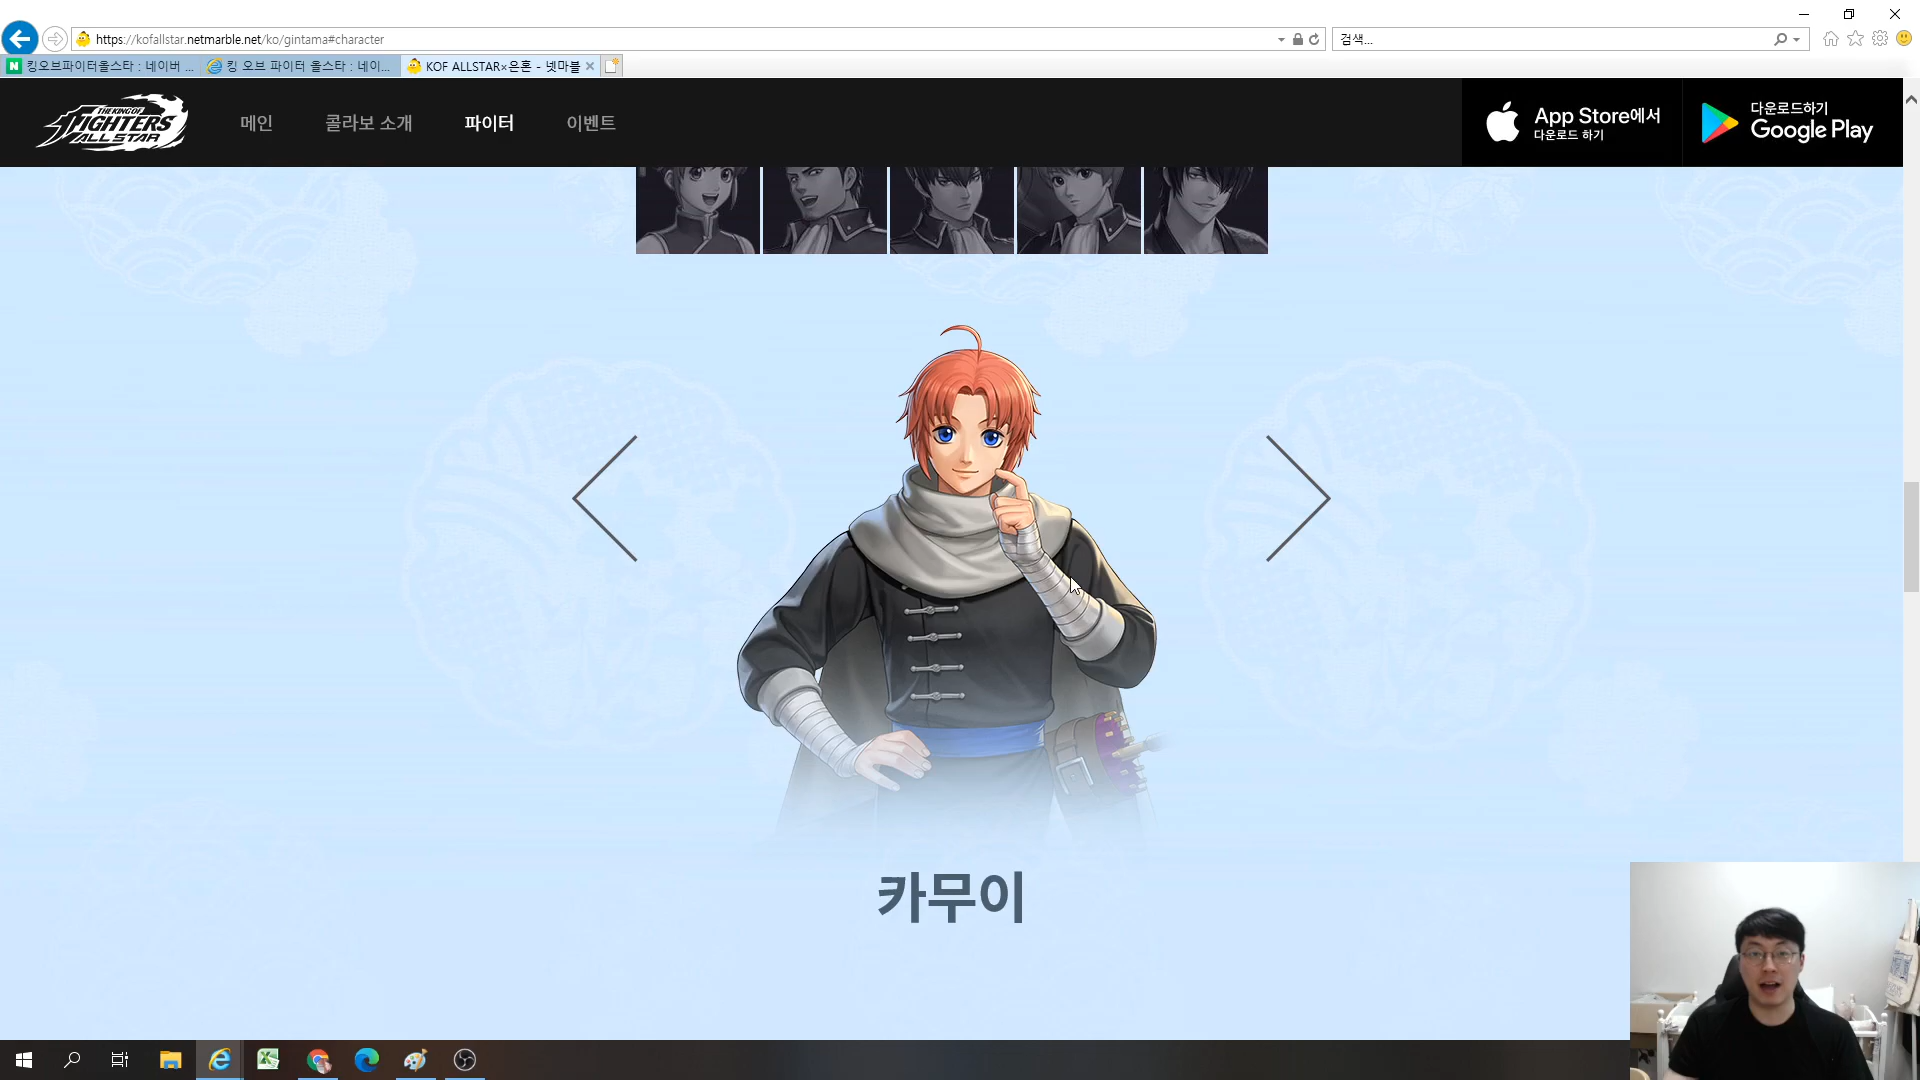 https://kofallstar.netmarble.net/ko/gintama#character
검색...
킹오브파이터올스타 : 네이버 ...
킹 오브 파이터 올스타 : 네이...
KOF ALLSTAR×은혼 - 넷마블
THE KING OF
FIGHTERS
ALLSTAR
메인
콜라보 소개
파이터
이벤트
App Store에서
다운로드 하기
다운로드하기
Google Play
카무이